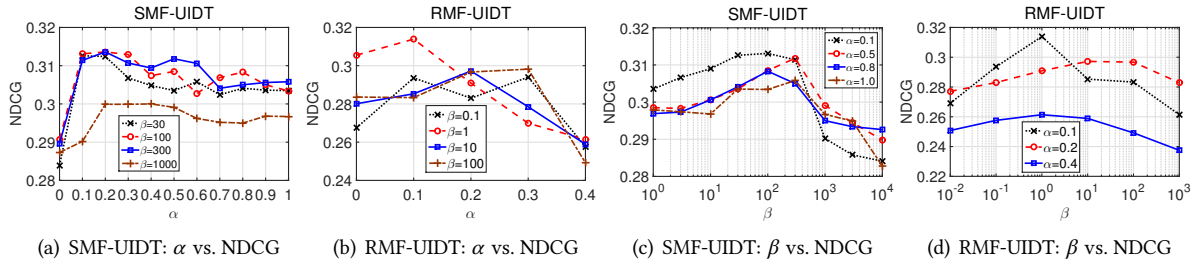 SMF-UIDT
0.32
0.31
0.3
0.29
0.28
NDCG
β=30
β=100
β=300
β=1000
0 0.1 0.2 0.3 0.4 0.5 0.6 0.7 0.8 0.9 1
α
(a) SMF-UIDT: α vs. NDCG
RMF-UIDT
0.32
0.3
0.28
0.26
0.24
NDCG
β=0.1
β=1
β=10
β=100
0 0.1 0.2 0.3 0.4
α
(b) RMF-UIDT: α vs. NDCG
SMF-UIDT
0.32
0.31
0.3
0.29
0.28
NDCG
α=0.1
α=0.5
α=0.8
α=1.0
10^0 10^1 10^2 10^3 10^4
β
(c) SMF-UIDT: β vs. NDCG
RMF-UIDT
0.32
0.3
0.28
0.26
0.24
0.22
NDCG
α=0.1
α=0.2
α=0.4
10^-2 10^-1 10^0 10^1 10^2 10^3
β
(d) RMF-UIDT: β vs. NDCG